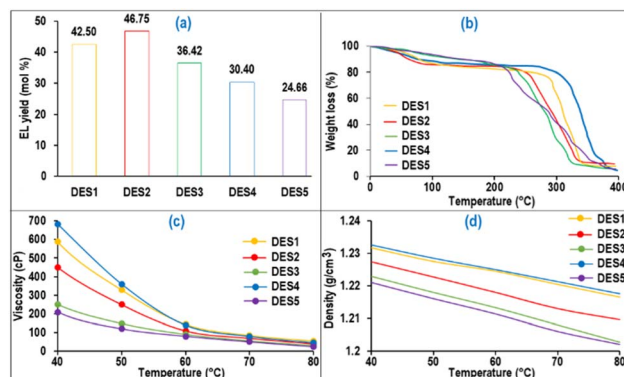 (a)
EL yield (mol %)
60
50
40
30
20
10
0
42.50
46.75
36.42
30.40
24.66
DES1
DES2
DES3
DES4
DES5
(b)
Weight loss (%)
100
80
60
40
20
0
DES1
DES2
DES3
DES4
DES5
0
100
200
300
400
Temperature (°C)
(c)
Viscosity (cP)
700
600
500
400
300
200
100
0
DES1
DES2
DES3
DES4
DES5
40
50
60
70
80
Temperature (°C)
(d)
Density (g/cm3)
1.24
1.23
1.22
1.21
1.2
DES1
DES2
DES3
DES4
DES5
40
50
60
70
80
Temperature (°C)